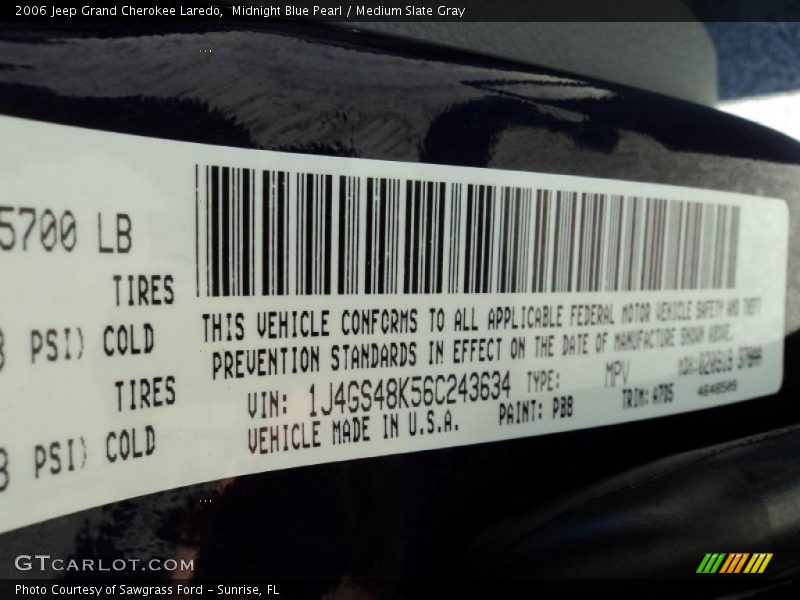 2006 Jeep Grand Cherokee Laredo, Midnight Blue Pearl / Medium Slate Gray
5700 LB
TIRES
PSI) COLD
TIRES
PSI) COLD
THIS VEHICLE CONFORMS TO ALL APPLICABLE FEDERAL MOTOR VEHICLE SAFETY AND THEFT
PREVENTION STANDARDS IN EFFECT ON THE DATE OF MANUFACTURE SHOWN ABOVE.
VIN: 1J4GS48K56C243634 TYPE: MPV
VEHICLE MADE IN U.S.A. PAINT: PB8 TRIM: A7D5
GTCARLOT.COM
Photo Courtesy of Sawgrass Ford - Sunrise, FL